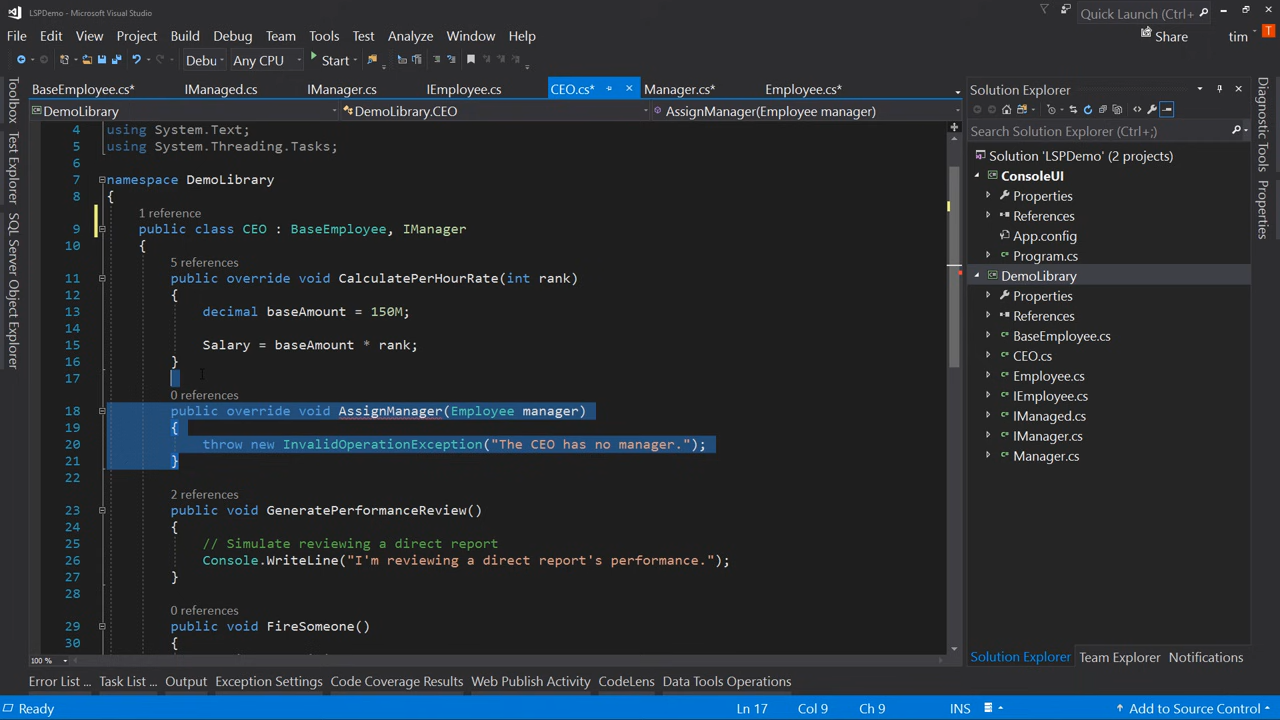 LSPDemo - Microsoft Visual Studio
Quick Launch (Ctrl+
File Edit View Project Build Debug Team Tools Test Analyze Window Help
Share tim T
Debu Any CPU Start
BaseEmployee.cs* IManaged.cs IManager.cs IEmployee.cs CEO.cs* Manager.cs* Employee.cs*
DemoLibrary DemoLibrary.CEO AssignManager(Employee manager)
Toolbox
Test Explorer
SQL Server Object Explorer
4 using System.Text;
5 using System.Threading.Tasks;
6
7 namespace DemoLibrary
8 {
1 reference
9 public class CEO : BaseEmployee, IManager
10 {
5 references
11 public override void CalculatePerHourRate(int rank)
12 {
13 decimal baseAmount = 150M;
14
15 Salary = baseAmount * rank;
16 }
17
0 references
18 public override void AssignManager(Employee manager)
19 {
20 throw new InvalidOperationException("The CEO has no manager.");
21 }
22
2 references
23 public void GeneratePerformanceReview()
24 {
25 // Simulate reviewing a direct report
26 Console.WriteLine("I'm reviewing a direct report's performance.");
27 }
28
0 references
29 public void FireSomeone()
30 {
100 %
Solution Explorer
Search Solution Explorer (Ctrl+;)
Solution 'LSPDemo' (2 projects)
ConsoleUI
Properties
References
App.config
Program.cs
DemoLibrary
Properties
References
BaseEmployee.cs
CEO.cs
Employee.cs
IEmployee.cs
IManaged.cs
IManager.cs
Manager.cs
Solution Explorer Team Explorer Notifications
Diagnostic Tools
Properties
Error List ... Task List ... Output Exception Settings Code Coverage Results Web Publish Activity CodeLens Data Tools Operations
Ready Ln 17 Col 9 Ch 9 INS Add to Source Control